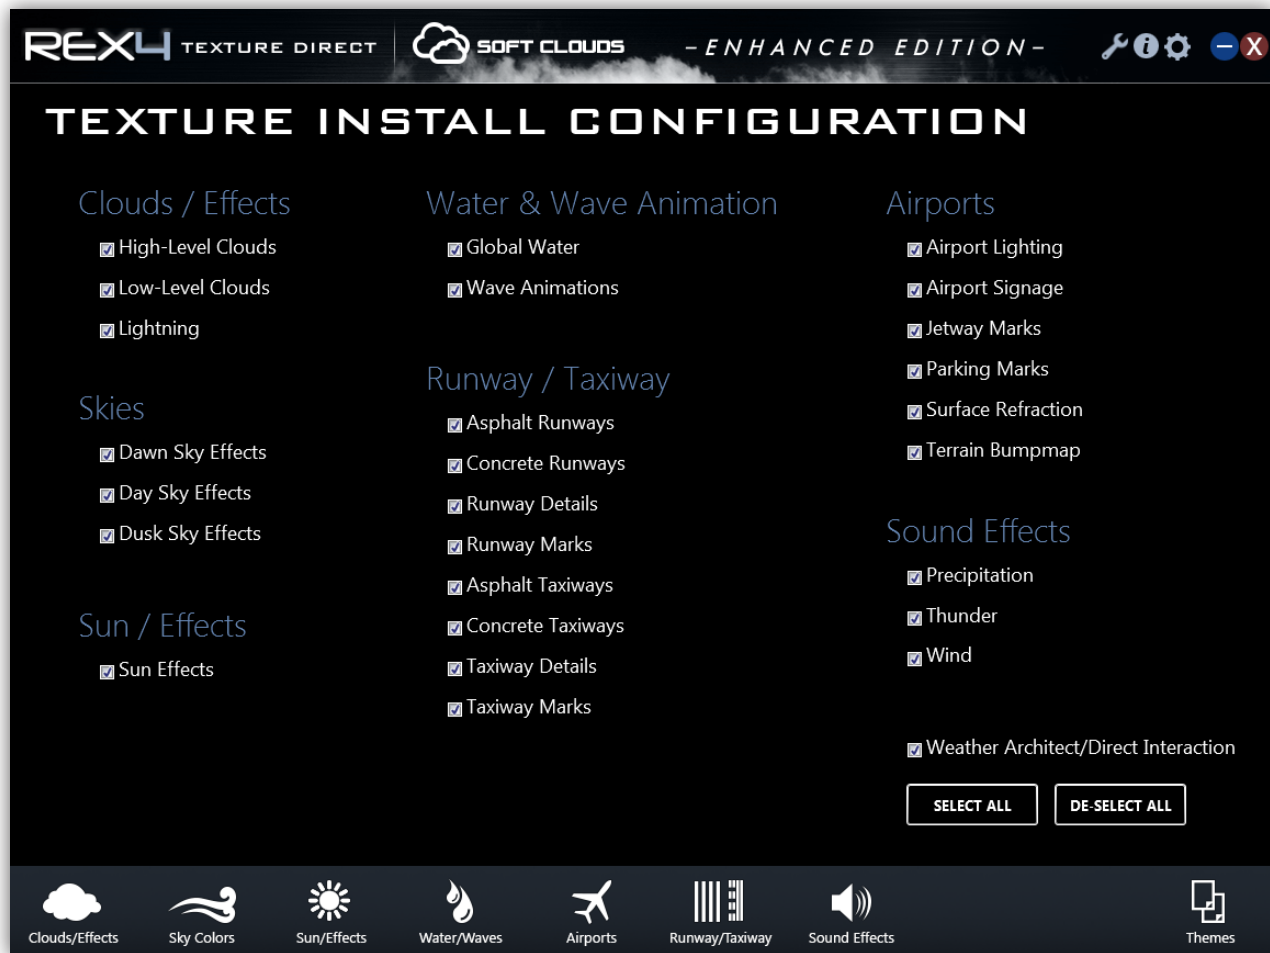 REX4 TEXTURE DIRECT SOFT CLOUDS -ENHANCED EDITION- X
TEXTURE INSTALL CONFIGURATION
Clouds / Effects
High-Level Clouds
Low-Level Clouds
Lightning
Skies
Dawn Sky Effects
Day Sky Effects
Dusk Sky Effects
Sun / Effects
Sun Effects
Water & Wave Animation
Global Water
Wave Animations
Runway / Taxiway
Asphalt Runways
Concrete Runways
Runway Details
Runway Marks
Asphalt Taxiways
Concrete Taxiways
Taxiway Details
Taxiway Marks
Airports
Airport Lighting
Airport Signage
Jetway Marks
Parking Marks
Surface Refraction
Terrain Bumpmap
Sound Effects
Precipitation
Thunder
Wind
Weather Architect/Direct Interaction
SELECT ALL DE-SELECT ALL
Clouds/Effects Sky Colors Sun/Effects Water/Waves Airports Runway/Taxiway Sound Effects Themes